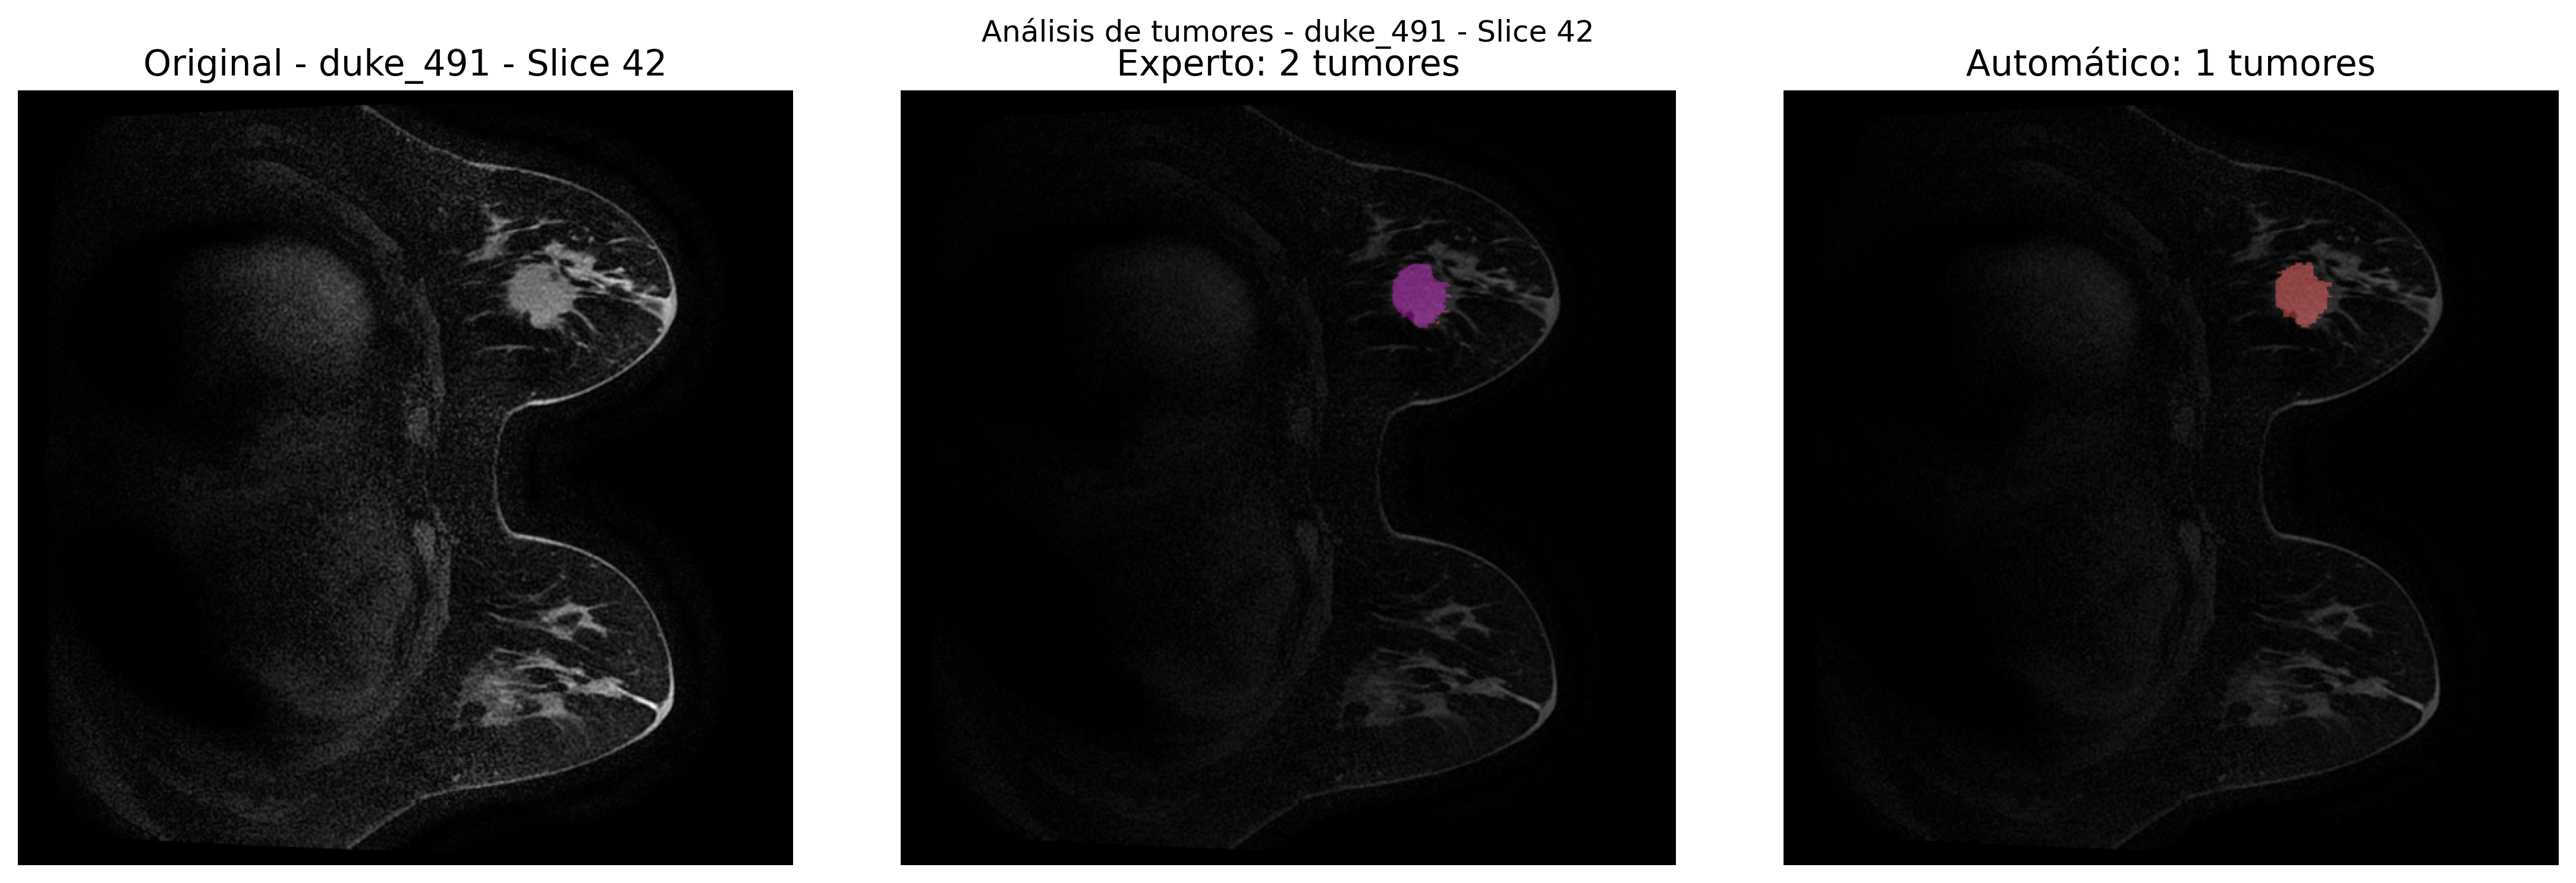 Análisis de tumores - duke_491 - Slice 42
Original - duke_491 - Slice 42
Experto: 2 tumores
Automático: 1 tumores